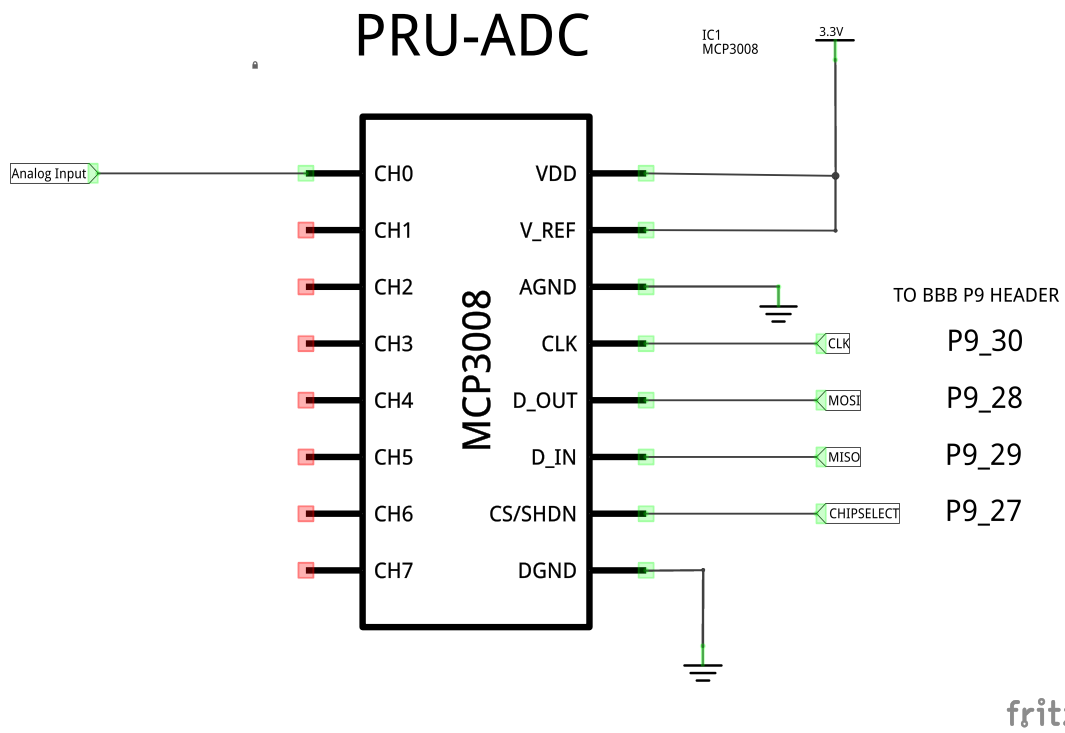 PRU-ADC
IC1
MCP3008
3.3V
Analog Input
CH0
CH1
CH2
CH3
CH4
CH5
CH6
CH7
MCP3008
VDD
V_REF
AGND
CLK
D_OUT
D_IN
CS/SHDN
DGND
TO BBB P9 HEADER
CLK
P9_30
MOSI
P9_28
MISO
P9_29
CHIPSELECT
P9_27